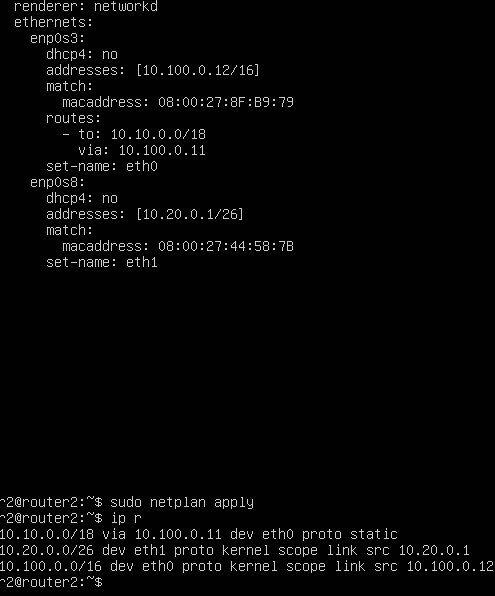 renderer: networkd
ethernets:
enp0s3:
dhcp4: no
addresses: [10.100.0.12/16]
match:
macaddress: 08:00:27:8F:B9:79
routes:
- to: 10.10.0.0/18
via: 10.100.0.11
set-name: eth0
enp0s8:
dhcp4: no
addresses: [10.20.0.1/26]
match:
macaddress: 08:00:27:44:58:7B
set-name: eth1
r2@router2:~$ sudo netplan apply
r2@router2:~$ ip r
10.10.0.0/18 via 10.100.0.11 dev eth0 proto static
10.20.0.0/26 dev eth1 proto kernel scope link src 10.20.0.1
10.100.0.0/16 dev eth0 proto kernel scope link src 10.100.0.12
r2@router2:~$